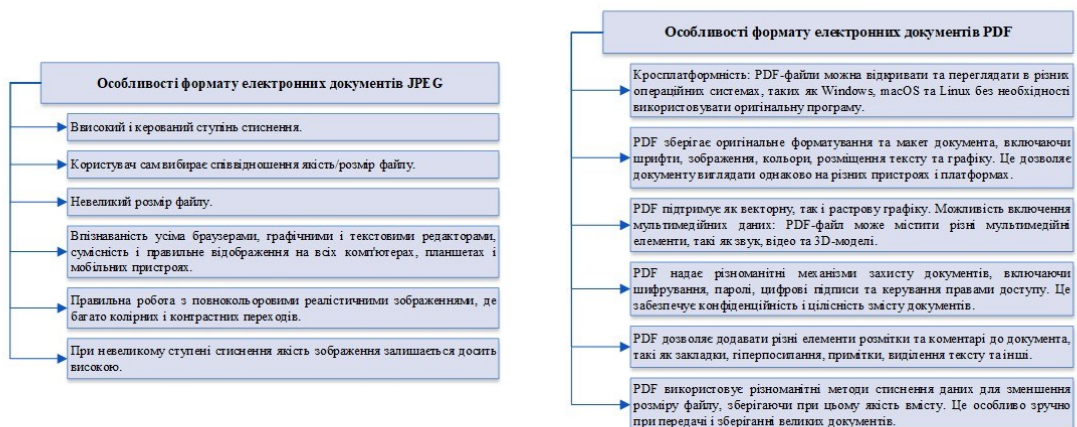 Особливості формату електронних документів JPEG
Ввисокий і керований ступінь стиснення.
Користувач сам вибирає співвідношення якість/розмір файлу.
Невеликий розмір файлу.
Впізнаваність усіма браузерами, графічними і текстовими редакторами,
сумісність і правильне відображення на всіх комп'ютерах, планшетах і
мобільних пристроях.
Правильна робота з повнокольоровими реалістичними зображеннями, де
багато колірних і контрастних переходів.
При невеликому ступені стиснення якість зображення залишається досить
високою.
Особливості формату електронних документів PDF
Кросплатформність: PDF-файли можна відкривати та переглядати в різних
операційних системах, таких як Windows, macOS та Linux без необхідності
використовувати оригінальну програму.
PDF зберігає оригінальне форматування та макет документа, включаючи
шрифти, зображення, кольори, розміщення тексту та графіку. Це дозволяє
документу виглядати однаково на різних пристроях і платформах.
PDF підтримує як векторну, так і растрову графіку. Можливість включення
мультимедійних даних: PDF-файл може містити різні мультимедійні
елементи, такі як звук, відео та 3D-моделі.
PDF надає різноманітні механізми захисту документів, включаючи
шифрування, паролі, цифрові підписи та керування правами доступу. Це
забезпечує конфіденційність і цілісність змісту документів.
PDF дозволяє додавати різні елементи розмітки та коментарі до документа,
такі як закладки, гіперпосилання, примітки, виділення тексту та інші.
PDF використовує різноманітні методи стиснення даних для зменшення
розміру файлу, зберігаючи при цьому якість вмісту. Це особливо зручно
при передачі і зберіганні великих документів.